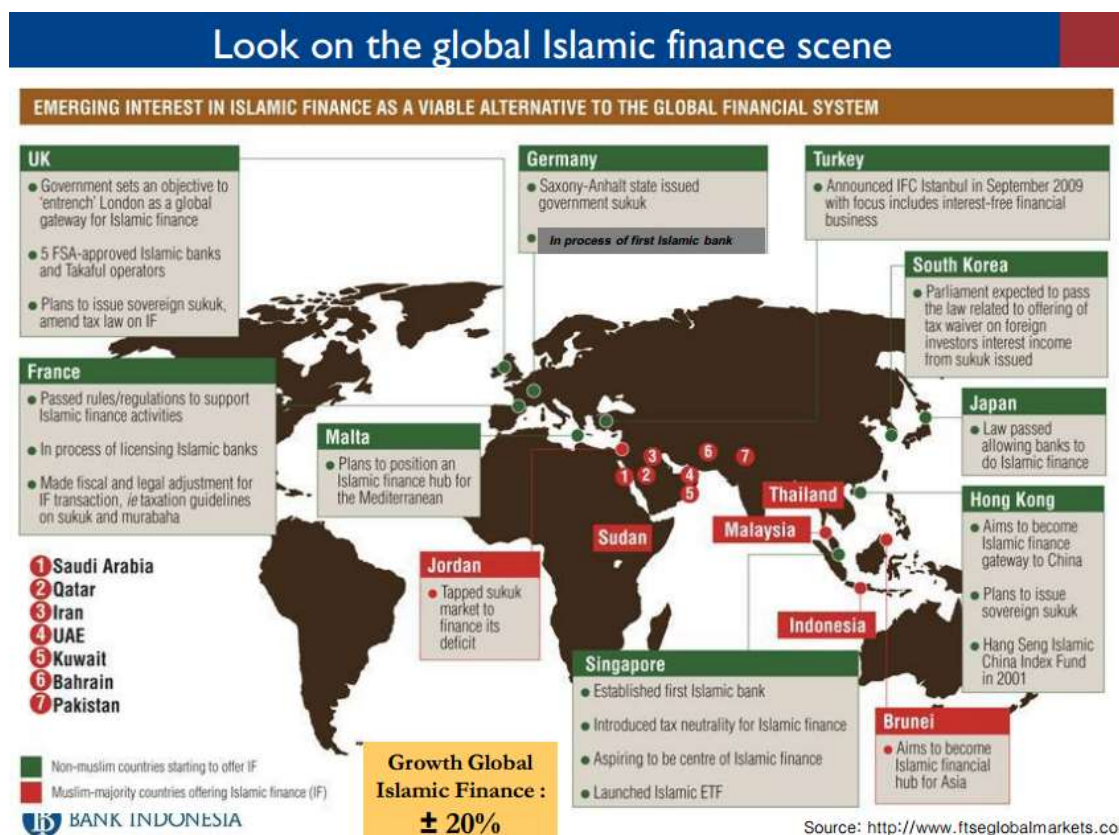 Look on the global Islamic finance scene
EMERGING INTEREST IN ISLAMIC FINANCE AS A VIABLE ALTERNATIVE TO THE GLOBAL FINANCIAL SYSTEM
UK
Government sets an objective to
'entrench' London as a global
gateway for Islamic finance
5 FSA-approved Islamic banks
and Takaful operators
Plans to issue sovereign sukuk,
amend tax law on IF
Germany
Saxony-Anhalt state issued
government sukuk
In process of first Islamic bank
Turkey
Announced IFC Istanbul in September 2009
with focus includes interest-free financial
business
South Korea
Parliament expected to pass
the law related to offering of
tax waiver on foreign
investors interest income
from sukuk issued
France
Passed rules/regulations to support
Islamic finance activities
In process of licensing Islamic banks
Made fiscal and legal adjustment for
IF transaction, ie taxation guidelines
on sukuk and murabaha
Malta
Plans to position an
Islamic finance hub for
the Mediterranean
Japan
Law passed
allowing banks to
do Islamic finance
Hong Kong
Aims to become
Islamic finance
gateway to China
Plans to issue
sovereign sukuk
Hang Seng Islamic
China Index Fund
in 2001
1
2
3
4
5
6
7
Thailand
Malaysia
Sudan
Indonesia
Jordan
Tapped sukuk
market to
finance its
deficit
1 Saudi Arabia
2 Qatar
3 Iran
4 UAE
5 Kuwait
6 Bahrain
7 Pakistan
Singapore
Established first Islamic bank
Introduced tax neutrality for Islamic finance
Aspiring to be centre of Islamic finance
Launched Islamic ETF
Brunei
Aims to become
Islamic financial
hub for Asia
Non-muslim countries starting to offer IF
Muslim-majority countries offering Islamic finance (IF)
BANK INDONESIA
Growth Global
Islamic Finance :
± 20%
Source: http://www.ftseglobalmarkets.co